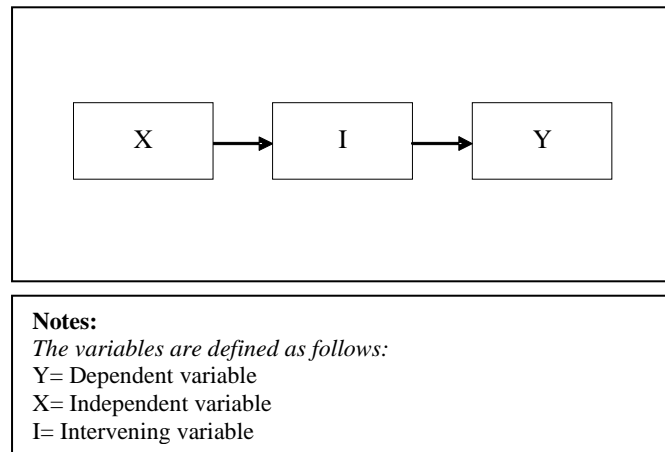 X I Y
Notes:
The variables are defined as follows:
Y= Dependent variable
X= Independent variable
I= Intervening variable